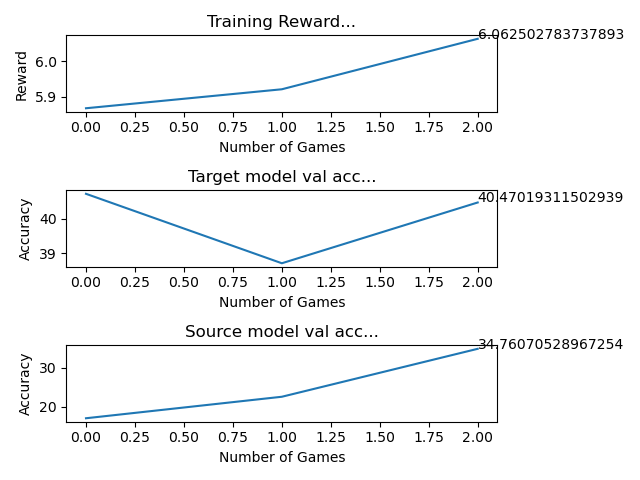 Training Reward...
6.062502783737893
6.0
5.9
Reward
0.00 0.25 0.50 0.75 1.00 1.25 1.50 1.75 2.00
Number of Games
Target model val acc...
40.47019311502939
40
39
Accuracy
0.00 0.25 0.50 0.75 1.00 1.25 1.50 1.75 2.00
Number of Games
Source model val acc...
34.76070528967254
30
20
Accuracy
0.00 0.25 0.50 0.75 1.00 1.25 1.50 1.75 2.00
Number of Games